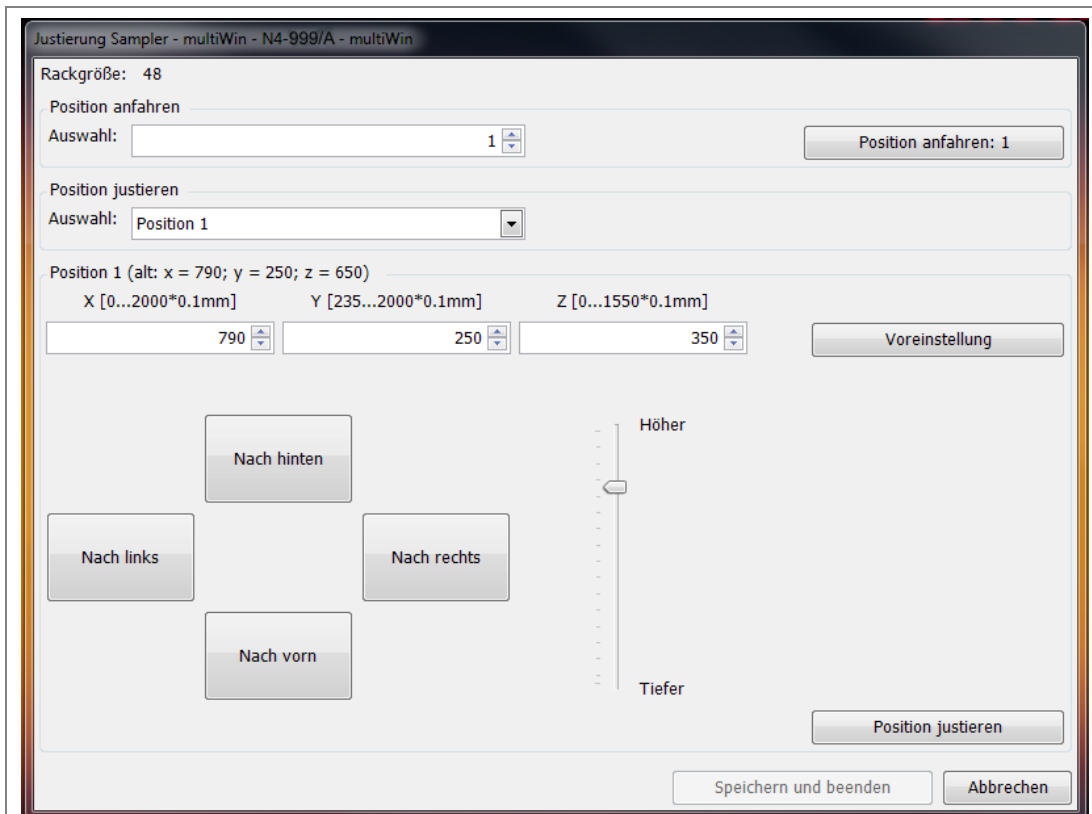 Justierung Sampler - multiWin - N4-999/A - multiWin
Rackgröße: 48
Position anfahren
Auswahl: 1 Position anfahren: 1
Position justieren
Auswahl: Position 1
Position 1 (alt: x = 790; y = 250; z = 650)
X [0...2000*0.1mm] Y [235...2000*0.1mm] Z [0...1550*0.1mm]
790 250 350 Voreinstellung
Höher
Nach hinten
Nach links Nach rechts
Nach vorn
Tiefer
Position justieren
Speichern und beenden Abbrechen